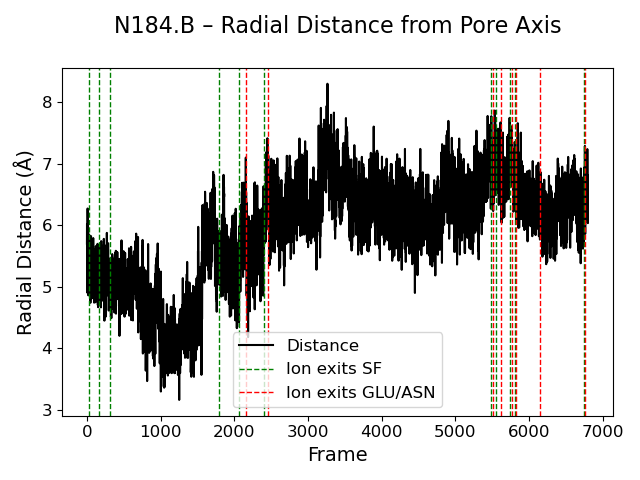 N184.B – Radial Distance from Pore Axis
Radial Distance (Å)
8
7
6
5
4
3
Distance
Ion exits SF
Ion exits GLU/ASN
0 1000 2000 3000 4000 5000 6000 7000
Frame